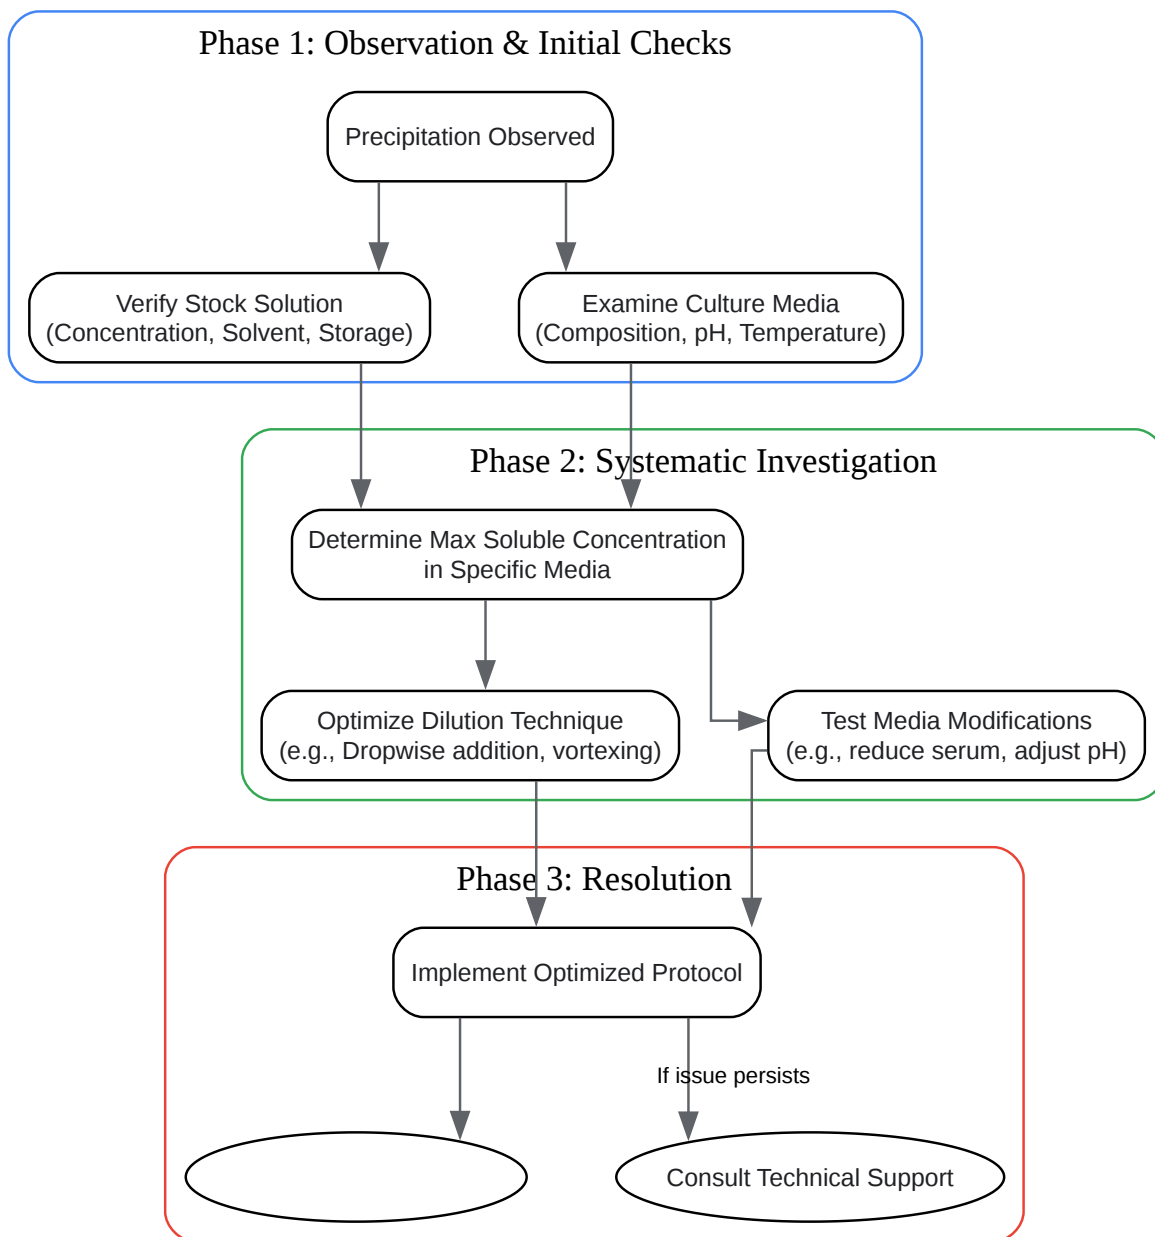 Phase 1: Observation & Initial Checks
Precipitation Observed
Verify Stock Solution
(Concentration, Solvent, Storage)
Examine Culture Media
(Composition, pH, Temperature)
Phase 2: Systematic Investigation
Determine Max Soluble Concentration
in Specific Media
Optimize Dilution Technique
(e.g., Dropwise addition, vortexing)
Test Media Modifications
(e.g., reduce serum, adjust pH)
Phase 3: Resolution
Implement Optimized Protocol
If issue persists
Consult Technical Support